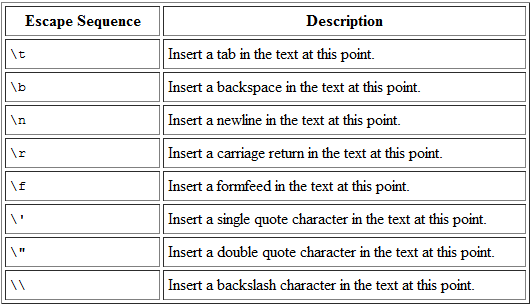 Escape Sequence Description
\t Insert a tab in the text at this point.
\b Insert a backspace in the text at this point.
\n Insert a newline in the text at this point.
\r Insert a carriage return in the text at this point.
\f Insert a formfeed in the text at this point.
\' Insert a single quote character in the text at this point.
\" Insert a double quote character in the text at this point.
\\ Insert a backslash character in the text at this point.